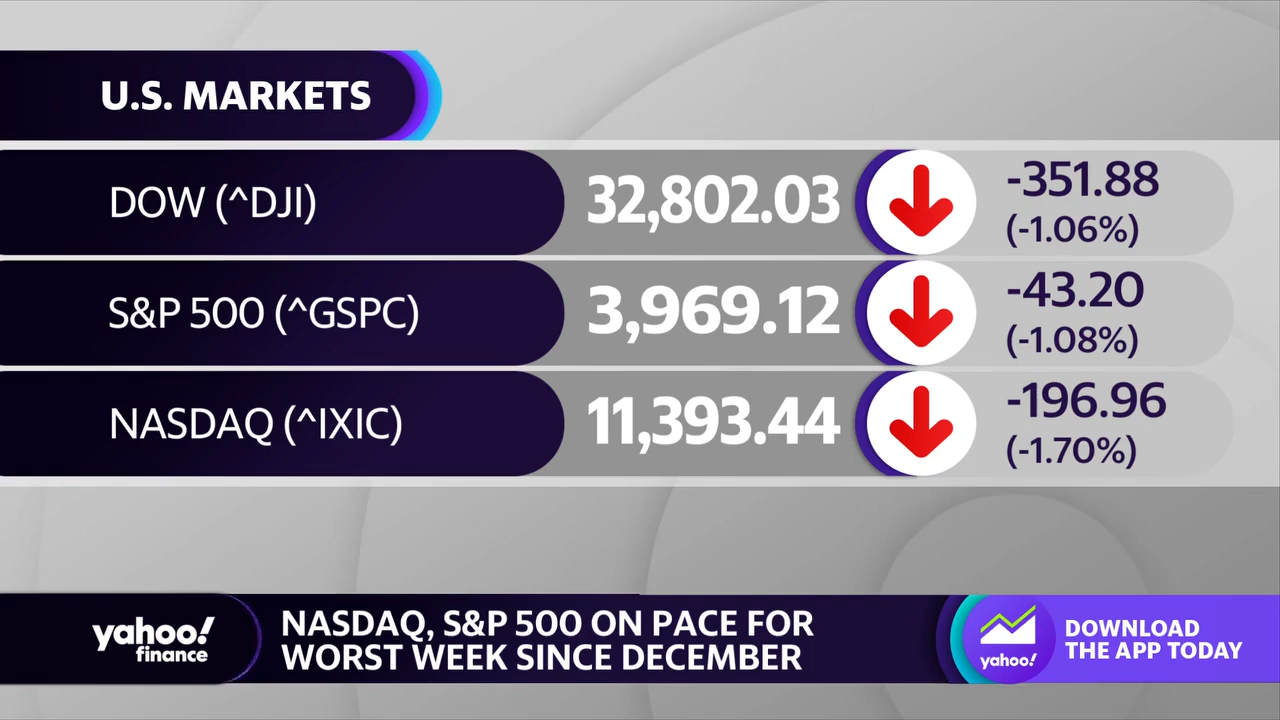 U.S. MARKETS
DOW (^DJI) 32,802.03 -351.88
(-1.06%)
S&P 500 (^GSPC) 3,969.12 -43.20
(-1.08%)
NASDAQ (^IXIC) 11,393.44 -196.96
(-1.70%)
yahoo!
finance
NASDAQ, S&P 500 ON PACE FOR
WORST WEEK SINCE DECEMBER
yahoo!
DOWNLOAD
THE APP TODAY